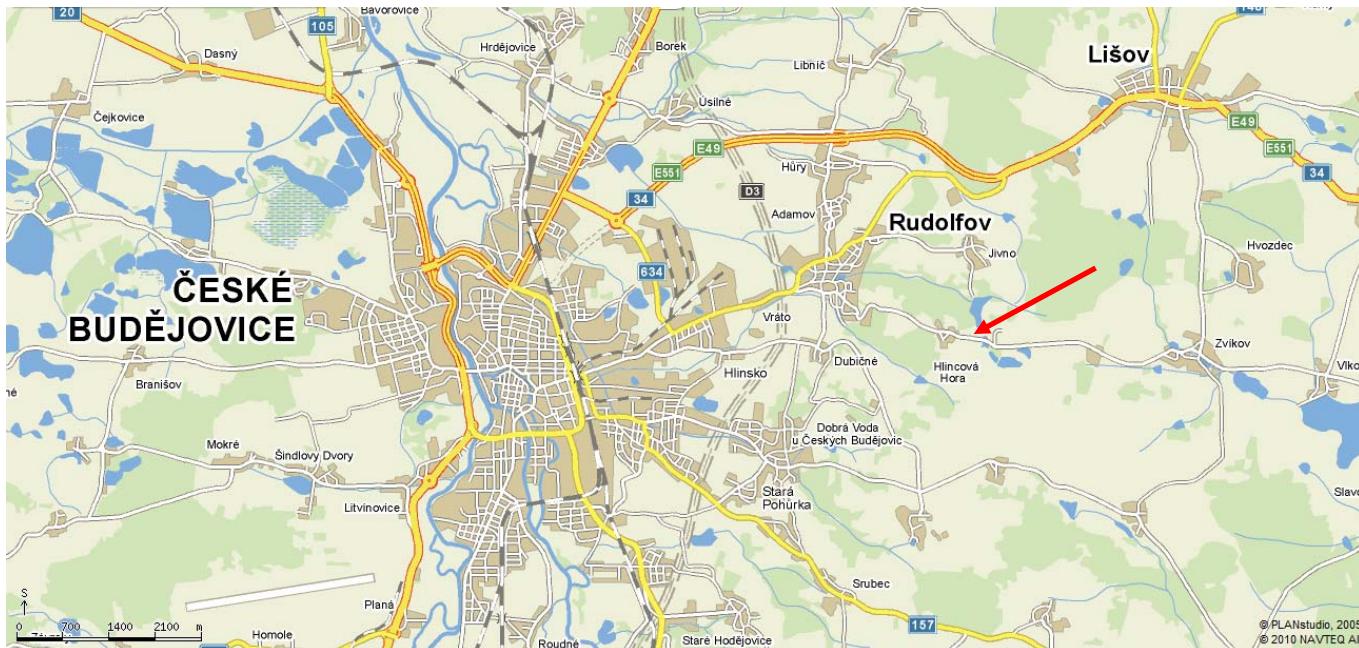 20
Bavorovice
105
Dasný
Hrdějovice
Borek
Libníč
Lišov
Čejkovice
Úsilné
E49
E49
E551
34
E551
D3
Hůry
34
Adamov
Rudolfov
Jivno
Hvozdec
634
ČESKÉ
BUDĚJOVICE
Vráto
Hlincová
Hora
Zvíkov
Branišov
Hlinsko
Dubičné
Mokré
Šindlovy Dvory
Dobrá Voda
u Českých Budějovic
Litvínovice
Stará
Pohůrka
Srubec
Planá
157
S
0 700 1400 2100 m
Homole
Roudné
Staré Hodějovice
© PLANstudio, 2005
© 2010 NAVTEQ